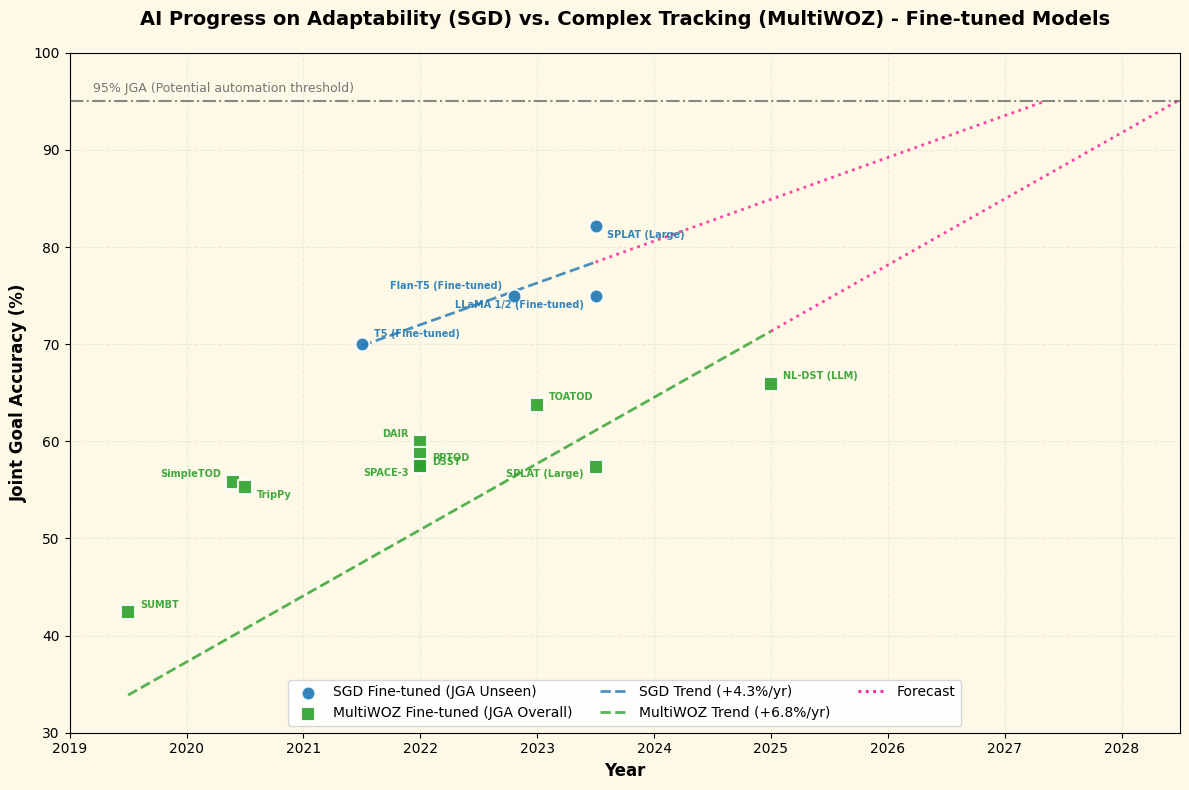 AI Progress on Adaptability (SGD) vs. Complex Tracking (MultiWOZ) - Fine-tuned Models
Joint Goal Accuracy (%)
100
90
80
70
60
50
40
30
95% JGA (Potential automation threshold)
SPLAT (Large)
Flan-T5 (Fine-tuned)
LLaMA 1/2 (Fine-tuned)
T5 (Fine-tuned)
NL-DST (LLM)
TOATOD
DAIR
PPTOD
D3ST
SPACE-3
SPLAT (Large)
SimpleTOD
TripPy
SUMBT
SGD Fine-tuned (JGA Unseen)
MultiWOZ Fine-tuned (JGA Overall)
SGD Trend (+4.3%/yr)
MultiWOZ Trend (+6.8%/yr)
Forecast
2019 2020 2021 2022 2023 2024 2025 2026 2027 2028
Year